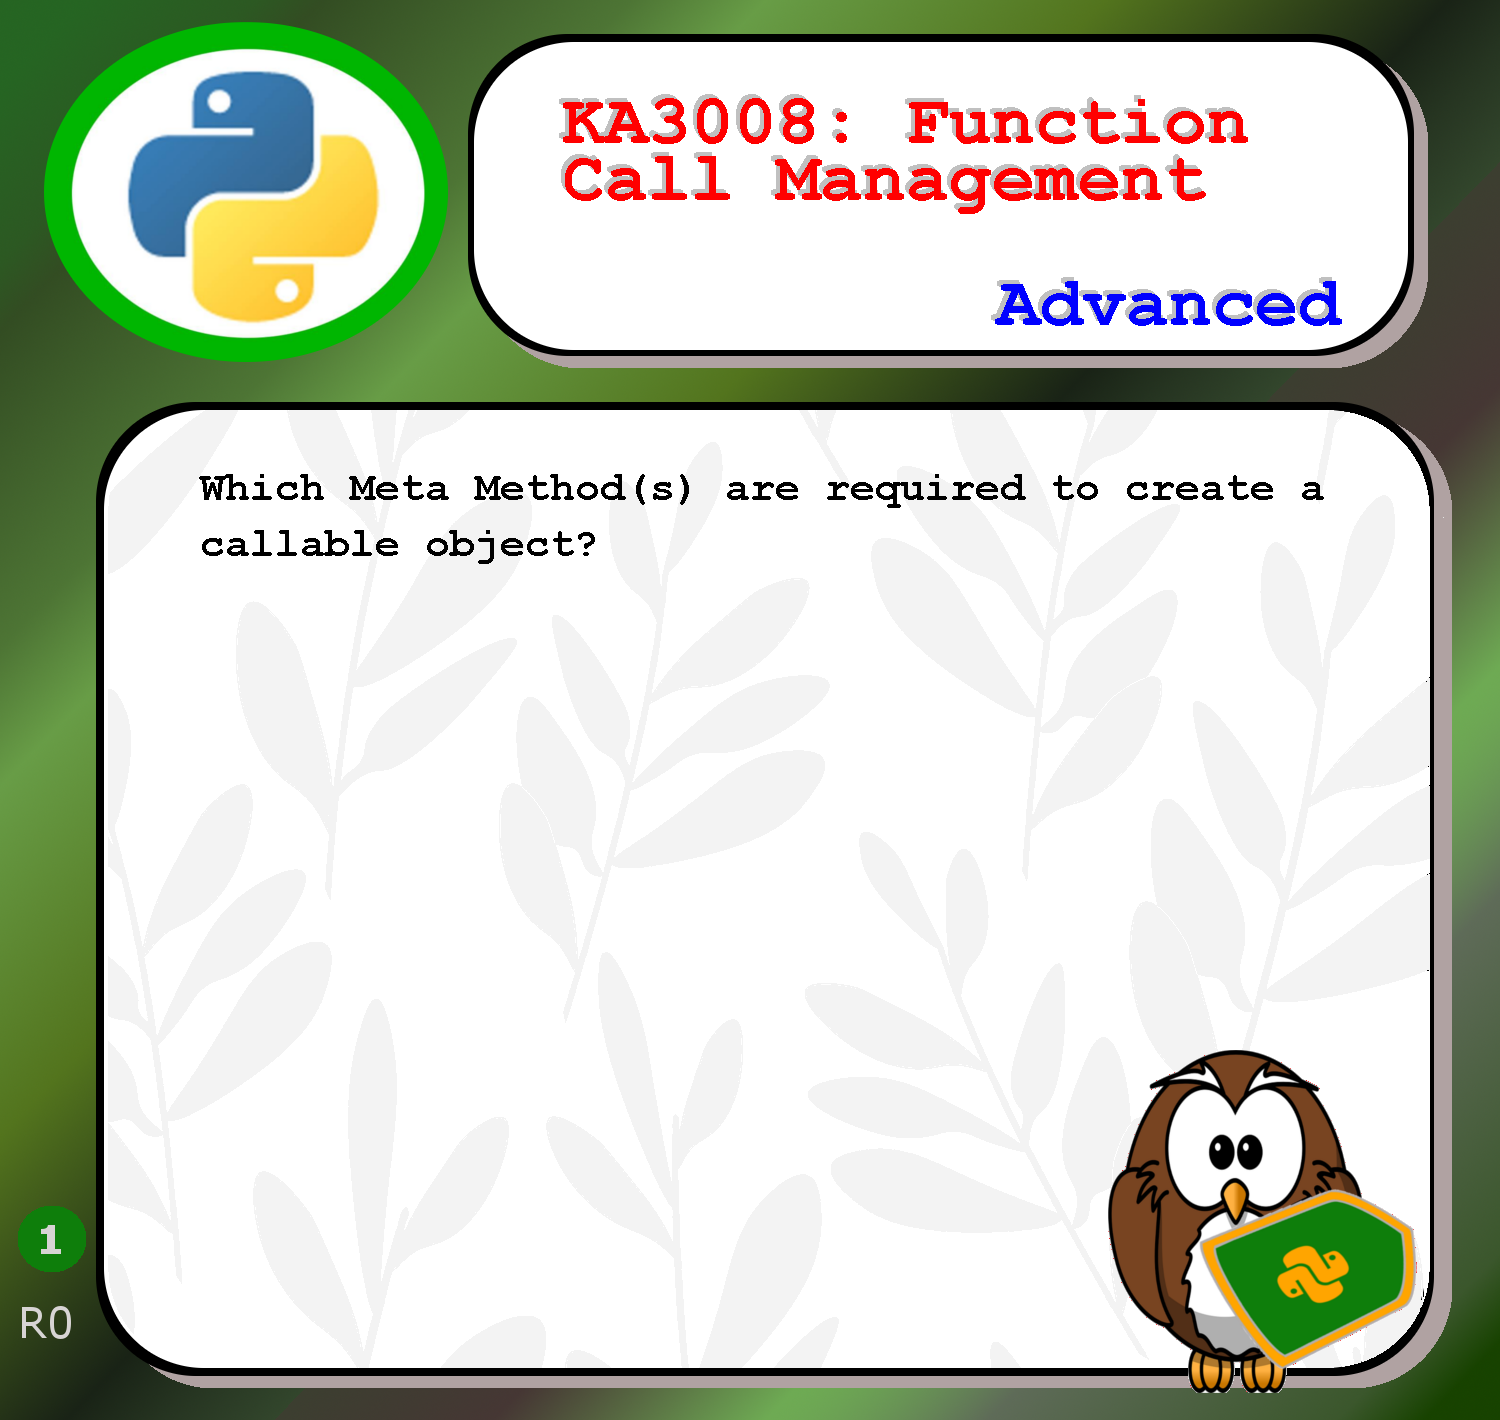 KA3008: Function
Call Management
Advanced
Which Meta Method(s) are required to create a
callable object?
1
R0